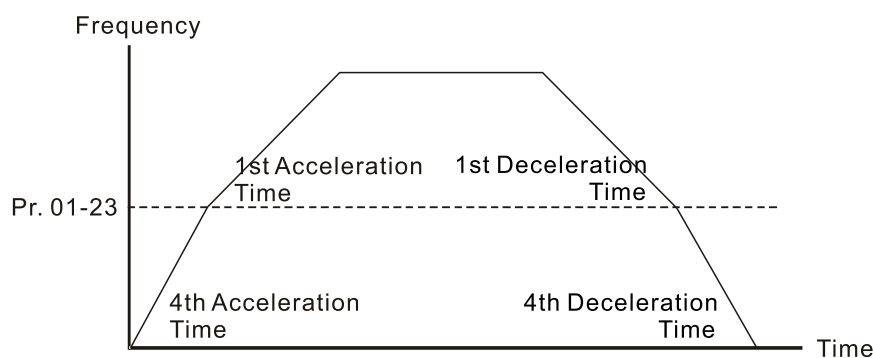 Frequency
1st Acceleration
Time
1st Deceleration
Time
Pr. 01-23
4th Acceleration
Time
4th Deceleration
Time
Time